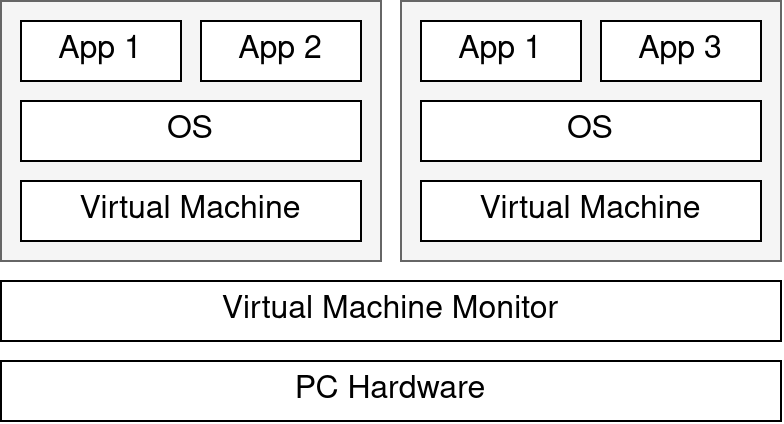 App 1
App 2
OS
Virtual Machine
App 1
App 3
OS
Virtual Machine
Virtual Machine Monitor
PC Hardware